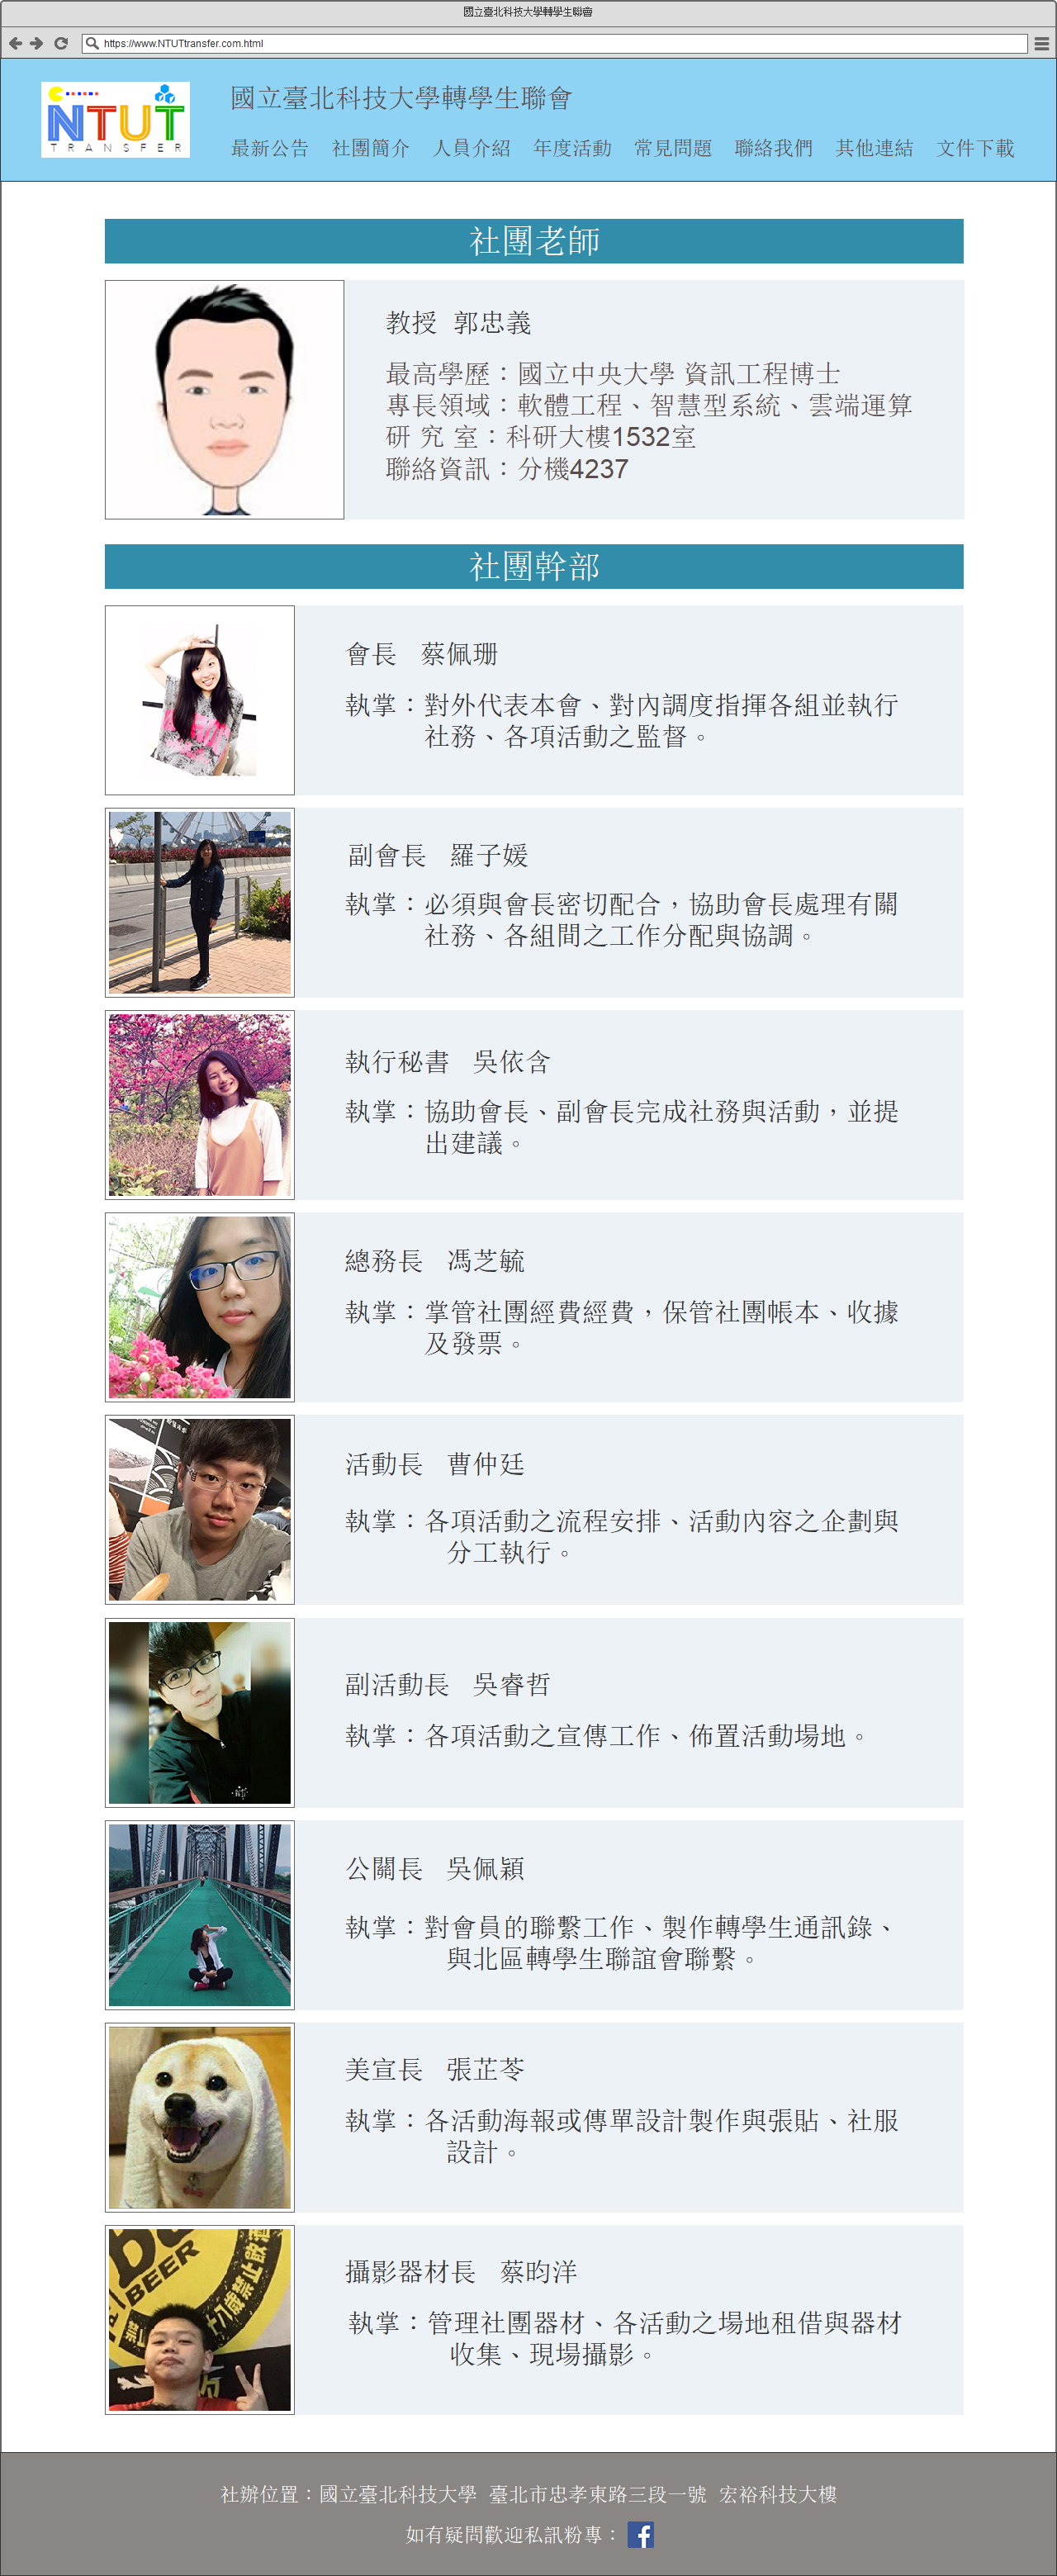 國立臺北科技大學轉學生聯會
https://www.NTUTtransfer.com.html
NTUT
TRANSFER
國立臺北科技大學轉學生聯會
最新公告 社團簡介 人員介紹 年度活動 常見問題 聯絡我們 其他連結 文件下載
社團老師
教授 郭忠義
最高學歷：國立中央大學 資訊工程博士
專長領域：軟體工程、智慧型系統、雲端運算
研 究 室：科研大樓1532室
聯絡資訊：分機4237
社團幹部
會長 蔡佩珊
執掌：對外代表本會、對內調度指揮各組並執行
社務、各項活動之監督。
副會長 羅子媛
執掌：必須與會長密切配合，協助會長處理有關
社務、各組間之工作分配與協調。
執行秘書 吳依含
執掌：協助會長、副會長完成社務與活動，並提
出建議。
總務長 馮芝毓
執掌：掌管社團經費經費，保管社團帳本、收據
及發票。
活動長 曹仲廷
執掌：各項活動之流程安排、活動內容之企劃與
分工執行。
副活動長 吳睿哲
執掌：各項活動之宣傳工作、佈置活動場地。
公關長 吳佩穎
執掌：對會員的聯繫工作、製作轉學生通訊錄、
與北區轉學生聯誼會聯繫。
美宣長 張芷苓
執掌：各活動海報或傳單設計製作與張貼、社服
設計。
BEER
十八歲禁止飲酒
攝影器材長 蔡昀洋
執掌：管理社團器材、各活動之場地租借與器材
收集、現場攝影。
社辦位置：國立臺北科技大學 臺北市忠孝東路三段一號 宏裕科技大樓
如有疑問歡迎私訊粉專：